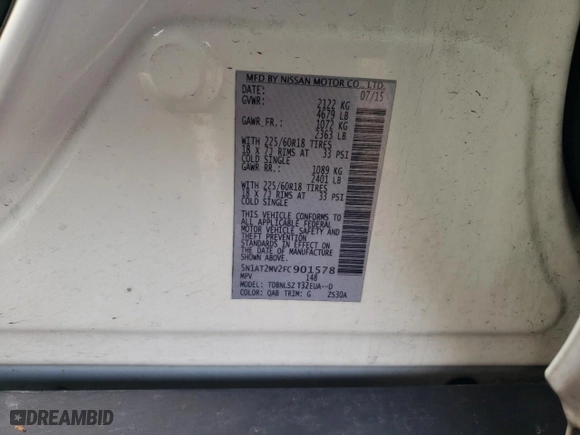 MFD BY NISSAN MOTOR CO., LTD.
DATE: 07/15
GVWR: 2122 KG
4679 LB
GAWR FR.: 1072 KG
2363 LB
WITH 225/60R18 TIRES
18 X 7J RIMS AT 33 PSI
COLD SINGLE
GAWR RR.: 1089 KG
2401 LB
WITH 225/60R18 TIRES
18 X 7J RIMS AT 33 PSI
COLD SINGLE
THIS VEHICLE CONFORMS TO
ALL APPLICABLE FEDERAL
MOTOR VEHICLE SAFETY AND
THEFT PREVENTION
STANDARDS IN EFFECT ON
THE DATE OF MANUFACTURE
SHOWN ABOVE.
5N1AT2MV2FC901578
MPV 148
MODEL: TDBNLSZ T32EUA--D
COLOR: QAB TRIM: G 2S30A
DREAMBID